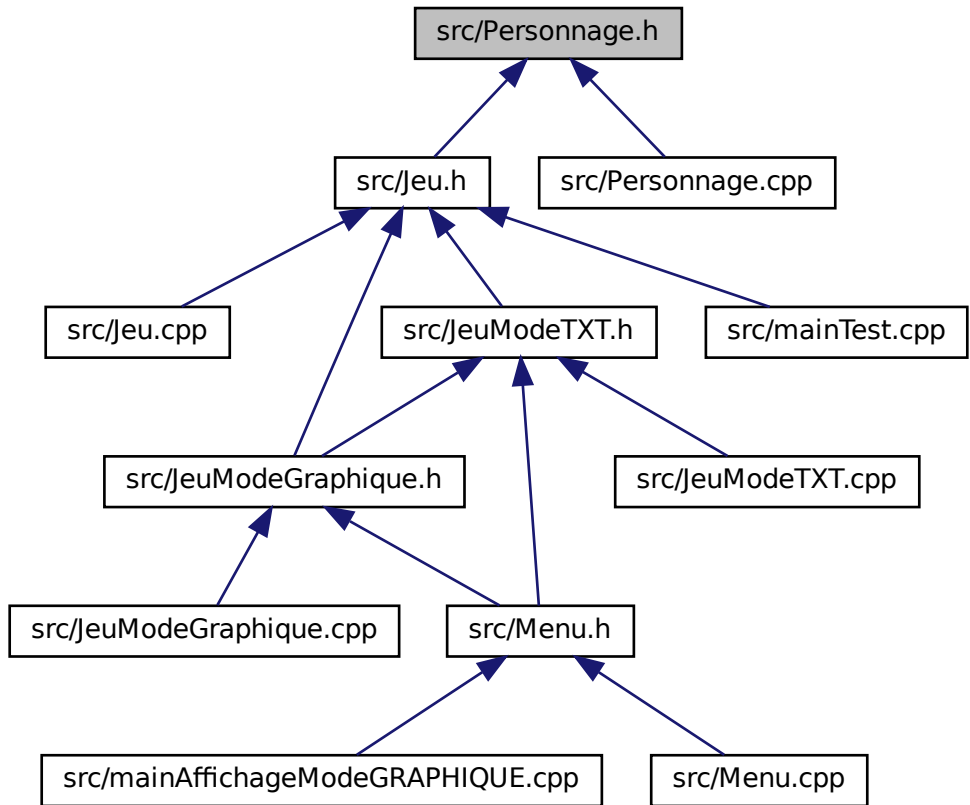 src/Personnage.h
src/Jeu.h
src/Personnage.cpp
src/Jeu.cpp
src/JeuModeTXT.h
src/mainTest.cpp
src/JeuModeGraphique.h
src/JeuModeTXT.cpp
src/JeuModeGraphique.cpp
src/Menu.h
src/mainAffichageModeGRAPHIQUE.cpp
src/Menu.cpp